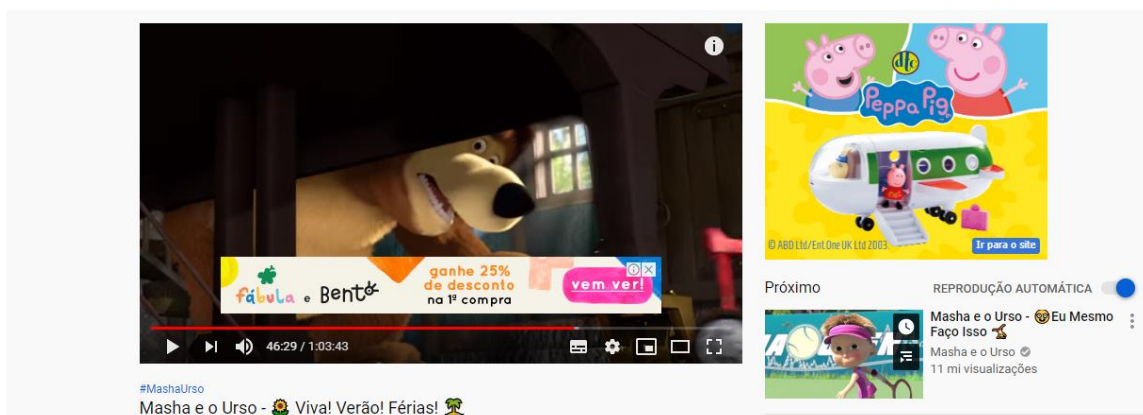 dtc
Peppa Pig
© ABD Ltd/Ent One UK Ltd 2003
Ir para o site
fábula e Bento
ganhe 25%
de desconto
na 1ª compra
vem ver!
46:29 / 1:03:43
Próximo
REPRODUÇÃO AUTOMÁTICA
Masha e o Urso - 🐵Eu Mesmo
Faço Isso 🐒
Masha e o Urso
11 mi visualizações
#MashaUrso
Masha e o Urso - 🌻 Viva! Verão! Férias! 🌴